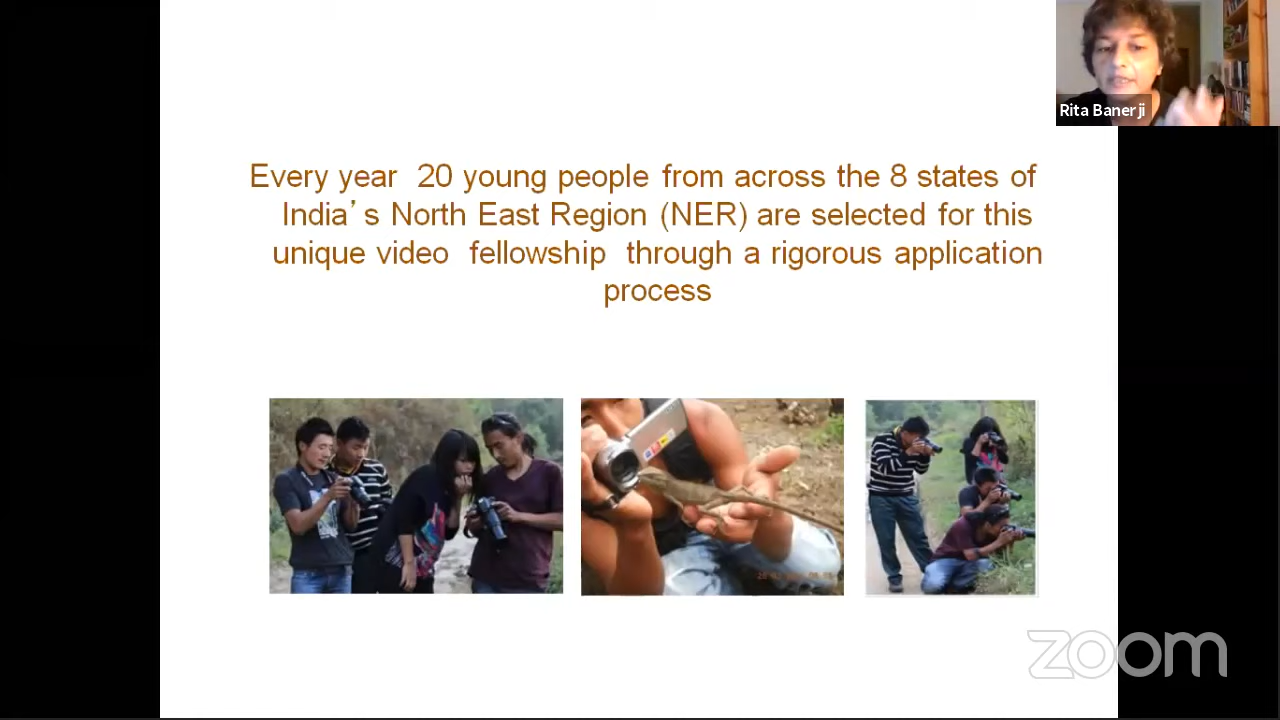 Rita Banerji
Every year 20 young people from across the 8 states of
India's North East Region (NER) are selected for this
unique video fellowship through a rigorous application
process
zoom